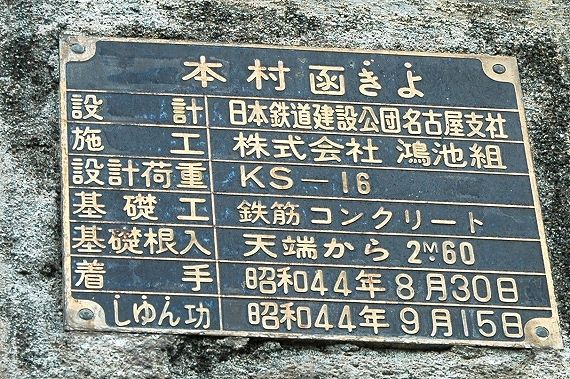 本村函きよ
設計 日本鉄道建設公団名古屋支社
施工 株式会社 鴻池組
設計荷重 KS-16
基礎工 鉄筋コンクリート
基礎根入 天端から 2M.60
着手 昭和44年8月30日
しゆん功 昭和44年9月15日